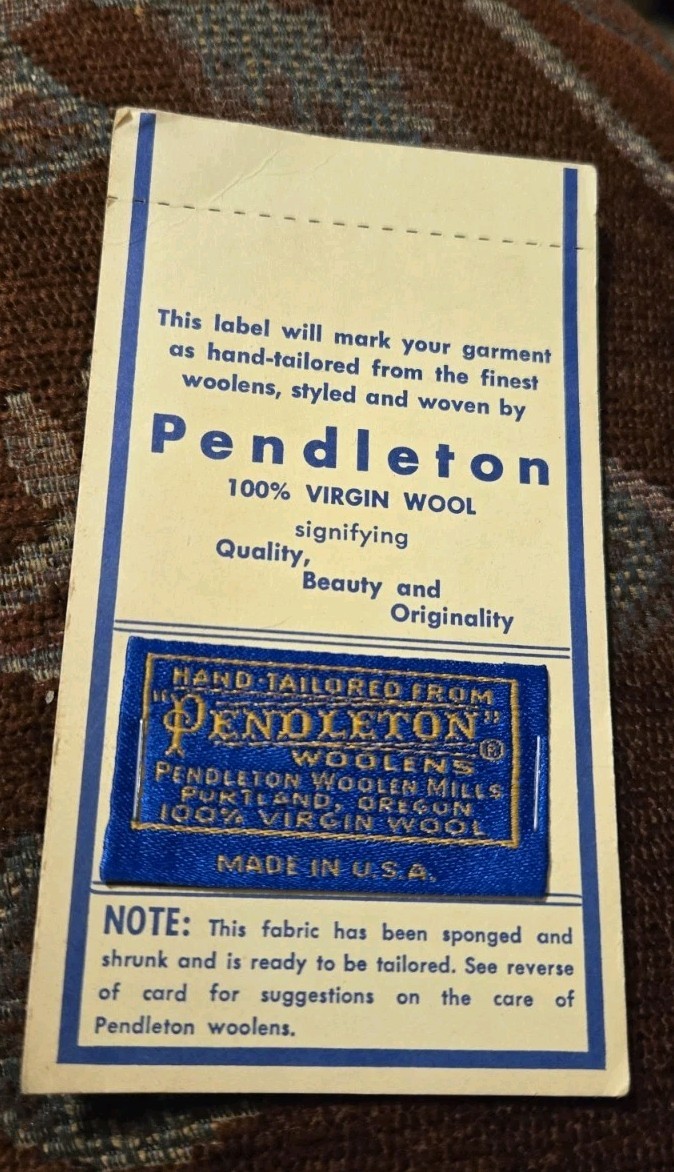 This label will mark your garment
as hand-tailored from the finest
woolens, styled and woven by
Pendleton
100% VIRGIN WOOL
signifying
Quality,
Beauty and
Originality
HAND-TAILORED FROM
"PENDLETON"®
WOOLENS
PENDLETON WOOLEN MILLS
PORTLAND, OREGON
100% VIRGIN WOOL
MADE IN U.S.A.
NOTE: This fabric has been sponged and
shrunk and is ready to be tailored. See reverse
of card for suggestions on the care of
Pendleton woolens.